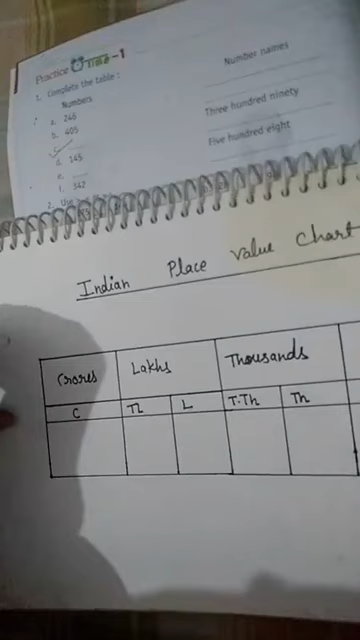 Practice Time-1
1. Complete the table :
Numbers Number names
a. 246
b. 405
Three hundred ninety
d. 145 Five hundred eight
e.
f. 342
2.
Indian Place Value Chart
Crores Lakhs Thousands
C TL L T.Th Th